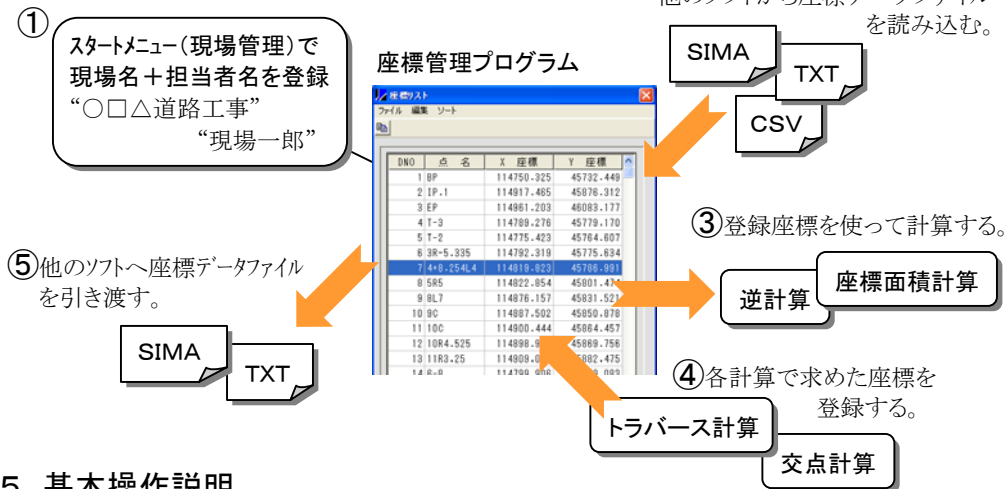 ①
スタートメニュー（現場管理）で
現場名＋担当者名を登録
“○□△道路工事”
“現場一郎”
座標管理プログラム
を読み込む。
SIMA
TXT
CSV
座標リスト
ファイル 編集 ソート
DNO 点 名 X 座標 Y 座標
1 BP 114750.325 45732.449
2 IP.1 114917.465 45876.312
3 EP 114961.203 46083.177
4 T-3 114789.276 45779.170
5 T-2 114775.423 45764.607
6 3R-5.335 114792.319 45775.634
7 4+8.254L4 114819.823 45786.991
8 5R5 114822.854 45801.474
9 8L7 114876.157 45831.521
10 9C 114887.502 45850.878
11 10C 114900.444 45864.457
12 10R4.525 114898.9 45869.756
13 11R3.25 114909.0 5882.475
③登録座標を使って計算する。
逆計算
座標面積計算
⑤他のソフトへ座標データファイル
を引き渡す。
SIMA
TXT
④各計算で求めた座標を
登録する。
トラバース計算
交点計算
5 基本操作説明